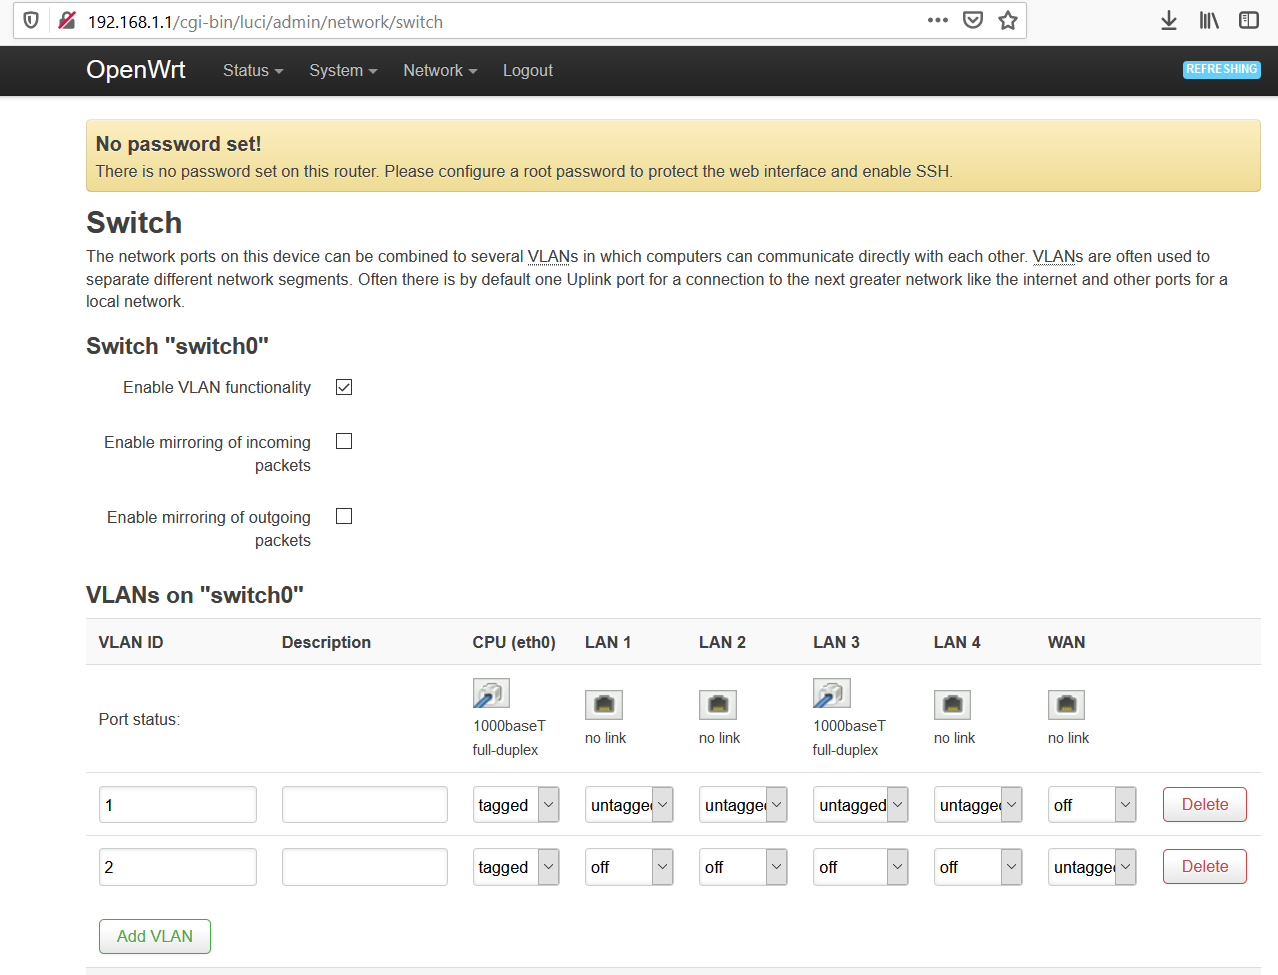 192.168.1.1/cgi-bin/luci/admin/network/switch
OpenWrt Status System Network Logout REFRESHING
No password set!
There is no password set on this router. Please configure a root password to protect the web interface and enable SSH.
Switch
The network ports on this device can be combined to several VLANs in which computers can communicate directly with each other. VLANs are often used to
separate different network segments. Often there is by default one Uplink port for a connection to the next greater network like the internet and other ports for a
local network.
Switch "switch0"
Enable VLAN functionality
Enable mirroring of incoming
packets
Enable mirroring of outgoing
packets
VLANs on "switch0"
VLAN ID Description CPU (eth0) LAN 1 LAN 2 LAN 3 LAN 4 WAN
Port status:
1000baseT
full-duplex
no link
no link
1000baseT
full-duplex
no link
no link
1 tagged untagged untagged untagged untagged off Delete
2 tagged off off off off untagged Delete
Add VLAN